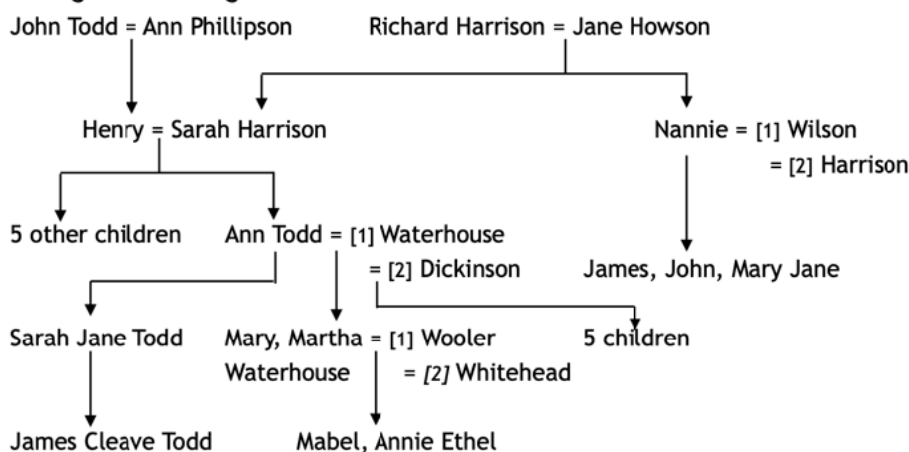 John Todd = Ann Phillipson Richard Harrison = Jane Howson
Henry = Sarah Harrison Nannie = [1] Wilson
= [2] Harrison
5 other children Ann Todd = [1] Waterhouse
= [2] Dickinson James, John, Mary Jane
Sarah Jane Todd Mary, Martha = [1] Wooler 5 children
Waterhouse = [2] Whitehead
James Cleave Todd Mabel, Annie Ethel